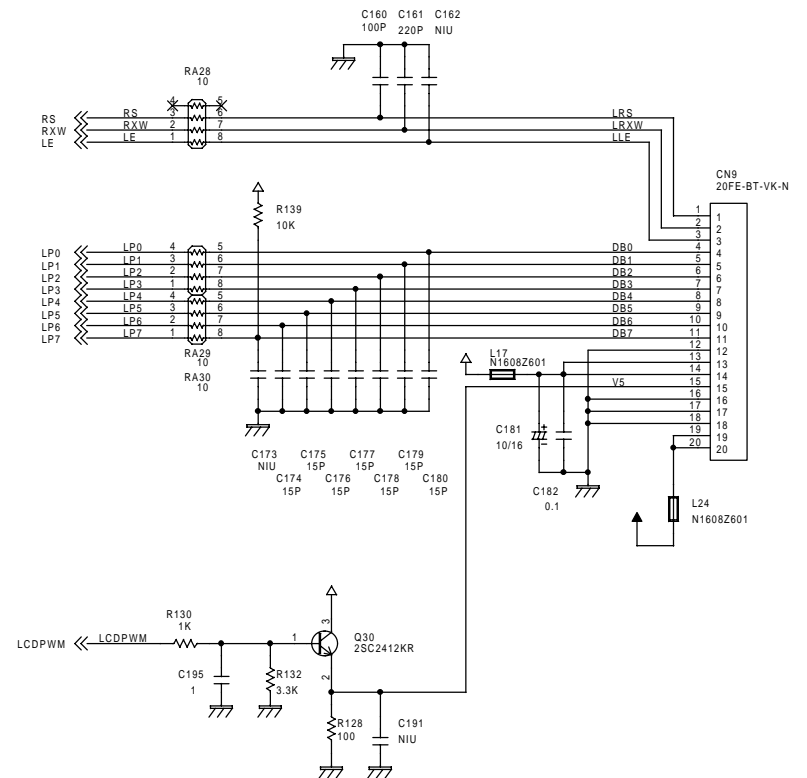 C160 C161 C162
100P 220P NIU
RA28
10
4 5
RS RS 3 6 LRS
RXW RXW 2 7 LRXW
LE LE 1 8 LLE
CN9
20FE-BT-VK-N
R139
10K
1 1
2 2
3 3
LP0 LP0 4 5 DB0 4 4
LP1 LP1 3 6 DB1 5 5
LP2 LP2 2 7 DB2 6 6
LP3 LP3 1 8 DB3 7 7
LP4 LP4 4 5 DB4 8 8
LP5 LP5 3 6 DB5 9 9
LP6 LP6 2 7 DB6 10 10
LP7 LP7 1 8 DB7 11 11
12 12
13 13
14 14
V5 15 15
16 16
17 17
18 18
19 19
20 20
RA29
10
RA30
10
L17
N1608Z601
C181
10/16
+
C182
0.1
C173 C175 C177 C179
NIU 15P 15P 15P
C174 C176 C178 C180
15P 15P 15P 15P
L24
N1608Z601
R130
1K
LCDPWM LCDPWM
1
3
2
Q30
2SC2412KR
C195
1
R132
3.3K
R128
100
C191
NIU